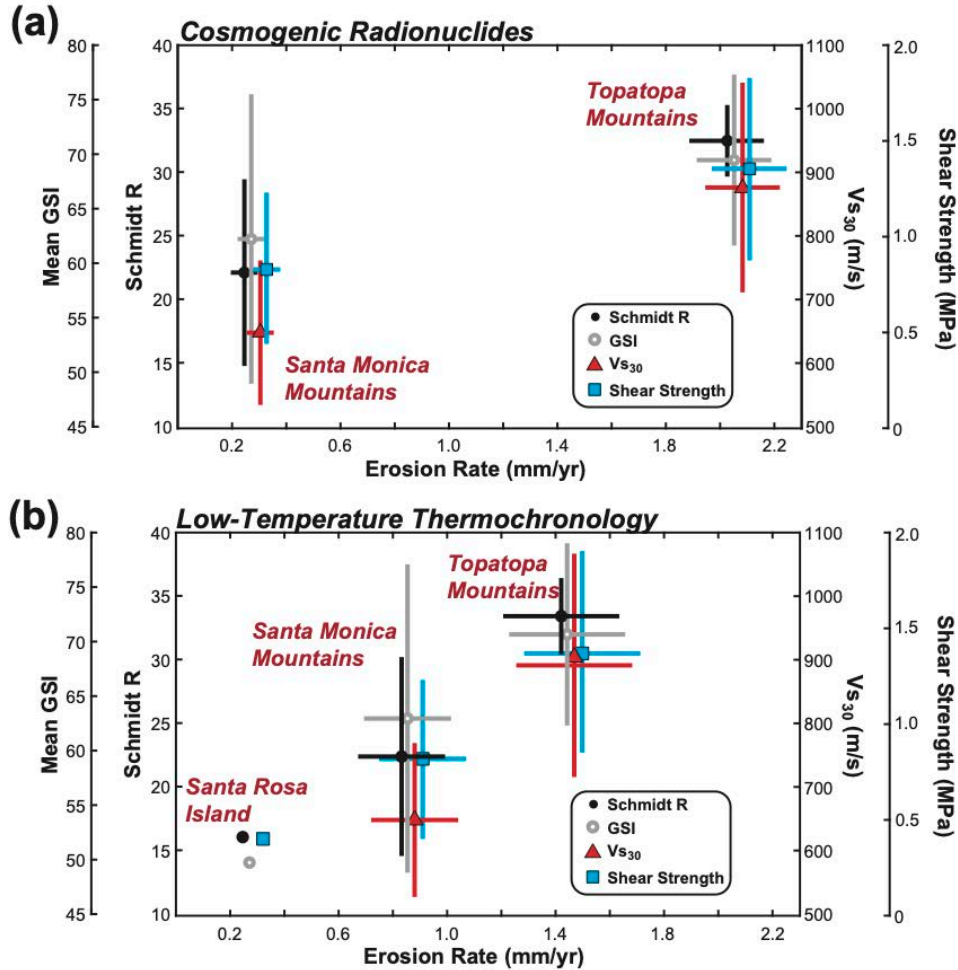 (a)
Cosmogenic Radionuclides
80
75
70
65
60
55
50
45
Mean GSI
40
35
30
25
20
15
10
Schmidt R
Topatopa
Mountains
Santa Monica
Mountains
Schmidt R
GSI
Vs30
Shear Strength
1100
1000
900
800
700
600
500
Vs30 (m/s)
2.0
1.5
1.0
0.5
0
Shear Strength (MPa)
0.2 0.6 1.0 1.4 1.8 2.2
Erosion Rate (mm/yr)
(b)
Low-Temperature Thermochronology
80
75
70
65
60
55
50
45
Mean GSI
40
35
30
25
20
15
10
Schmidt R
Topatopa
Mountains
Santa Monica
Mountains
Santa Rosa
Island
Schmidt R
GSI
Vs30
Shear Strength
1100
1000
900
800
700
600
500
Vs30 (m/s)
2.0
1.5
1.0
0.5
0
Shear Strength (MPa)
0.2 0.6 1.0 1.4 1.8 2.2
Erosion Rate (mm/yr)